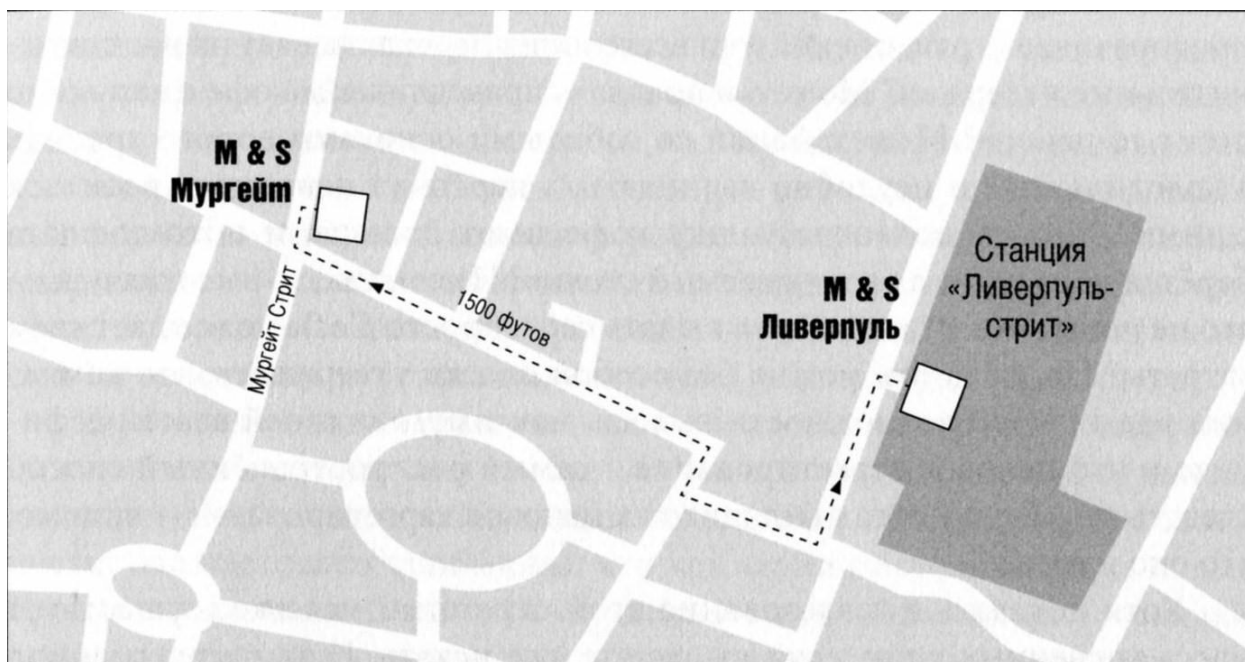 M & S
Мургейт
Мургейт Стрит
1500 футов
M & S
Ливерпуль
Станция
«Ливерпуль-
стрит»